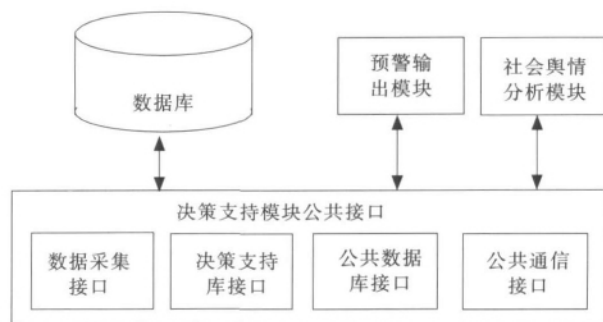 数据库
预警输
出模块
社会舆情
分析模块
决策支持模块公共接口
数据采集
接口
决策支持
库接口
公共数据
库接口
公共通信
接口